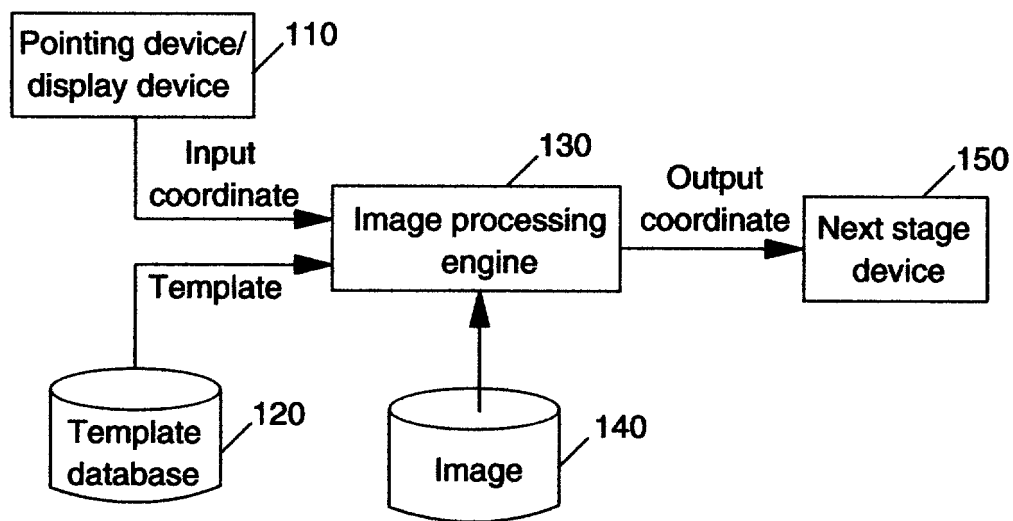 Pointing device/
display device
110
Input
coordinate
130
Image processing
engine
Output
coordinate
150
Next stage
device
Template
Template
database
120
Image
140